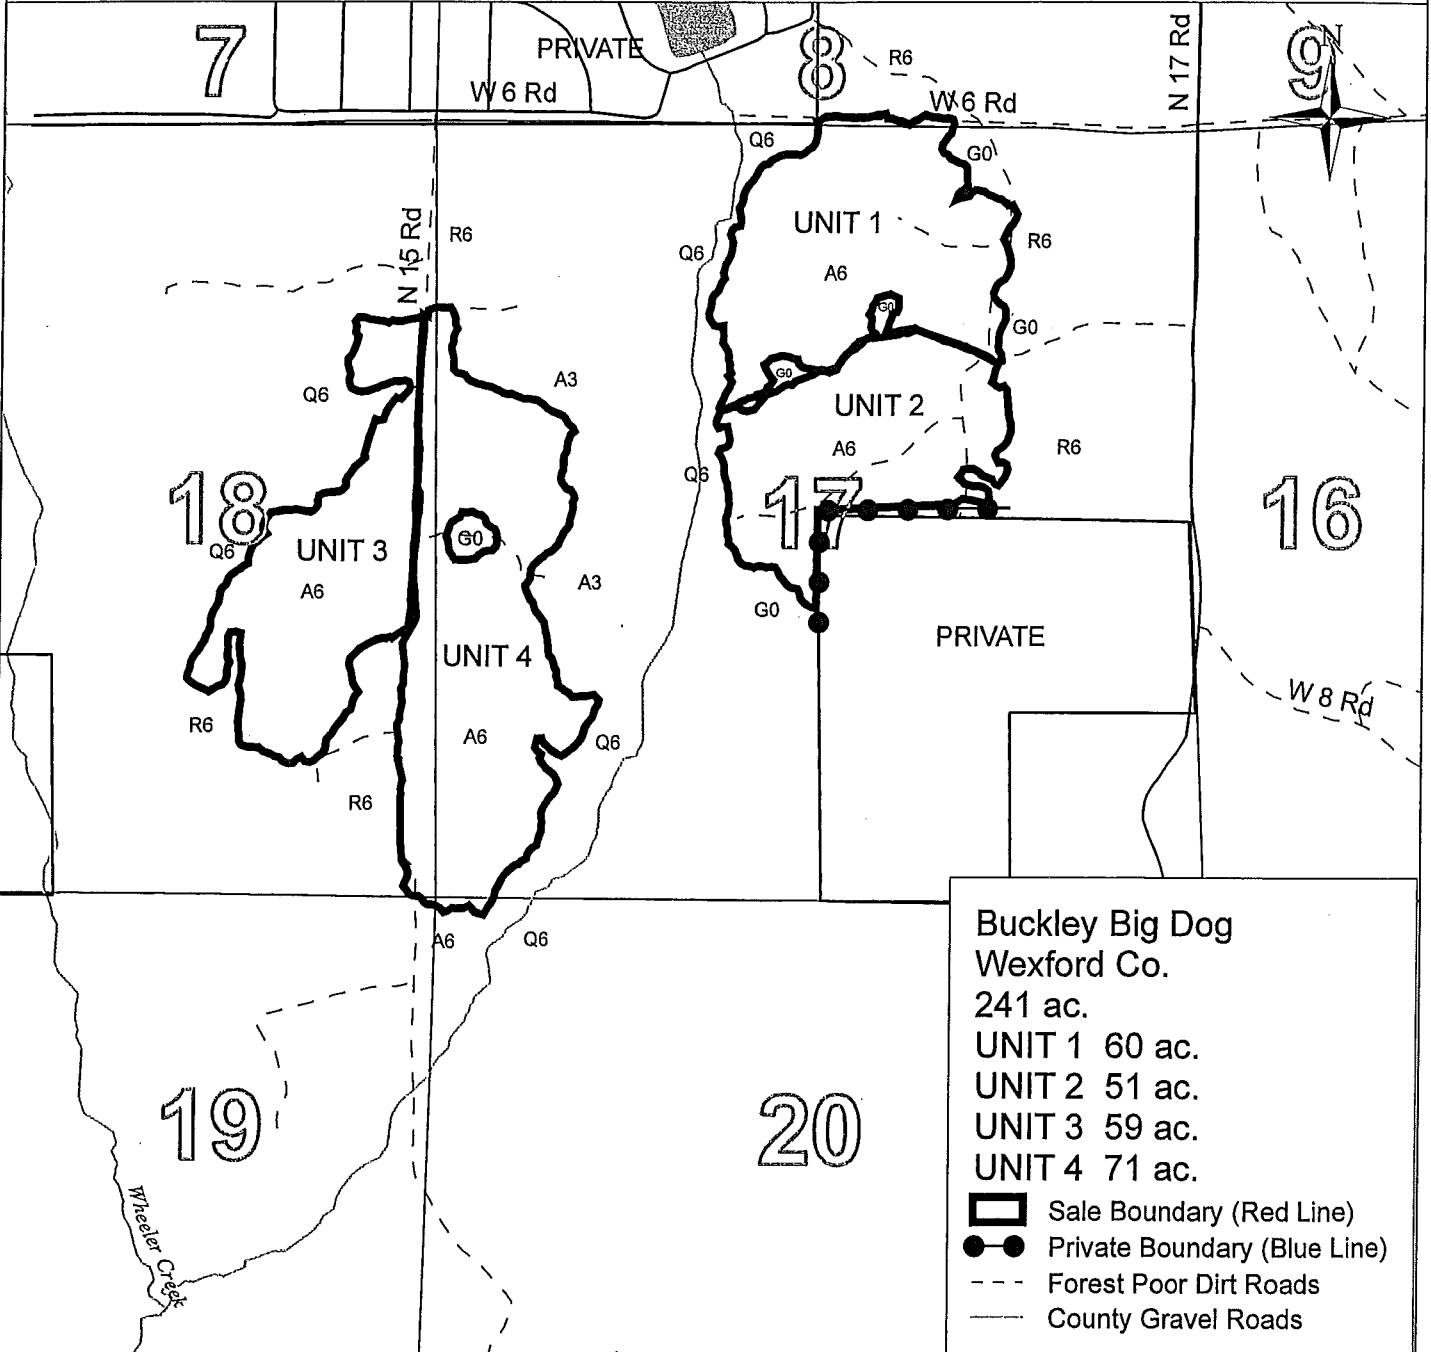 7
PRIVATE
8
R6
N 17 Rd
9
N
W 6 Rd
W 6 Rd
Q6
G0
N 15 Rd
R6
UNIT 1
R6
Q6
A6
G0
G0
Q6
A3
G0
UNIT 2
A6
R6
Q6
18
17
16
Q6
UNIT 3
G0
A6
A3
G0
PRIVATE
UNIT 4
R6
A6
Q6
W 8 Rd
R6
A6
Q6
19
20
Wheeler Creek
Buckley Big Dog
Wexford Co.
241 ac.
UNIT 1 60 ac.
UNIT 2 51 ac.
UNIT 3 59 ac.
UNIT 4 71 ac.
Sale Boundary (Red Line)
Private Boundary (Blue Line)
Forest Poor Dirt Roads
County Gravel Roads